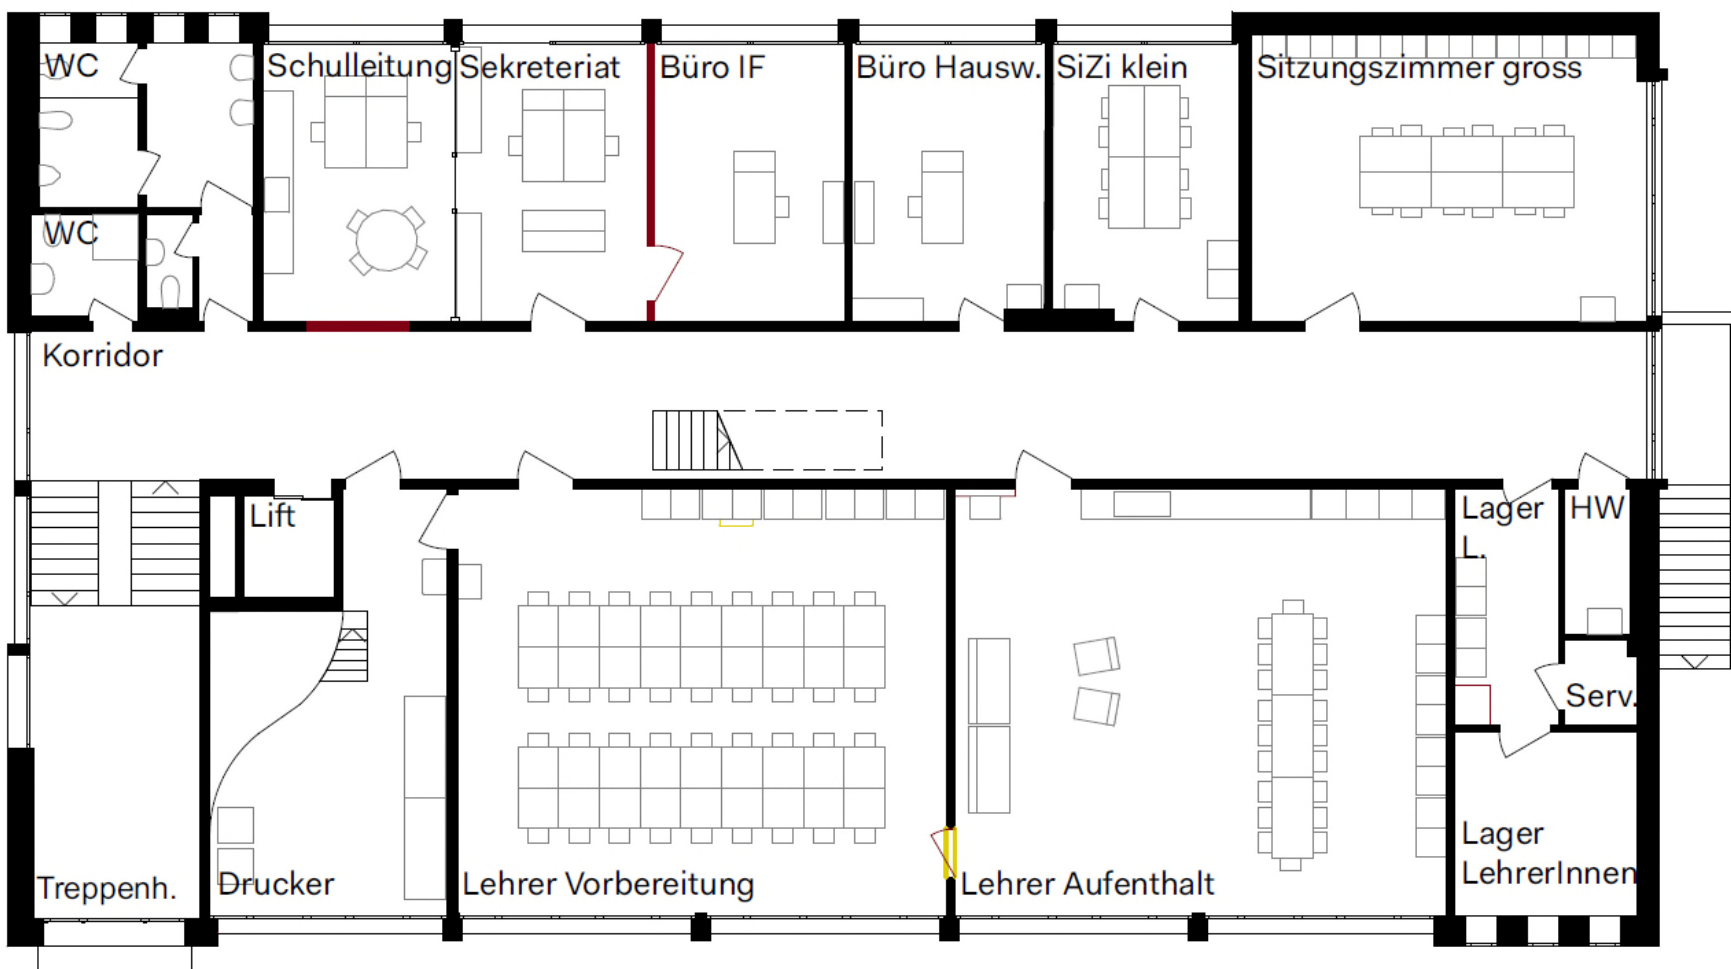 WC
Schulleitung
Sekreteriat
Büro IF
Büro Hausw.
SiZi klein
Sitzungszimmer gross
WC
Korridor
Lift
Lager
L.
HW
Serv.
Lager
LehrerInnen
Treppenh.
Drucker
Lehrer Vorbereitung
Lehrer Aufenthalt